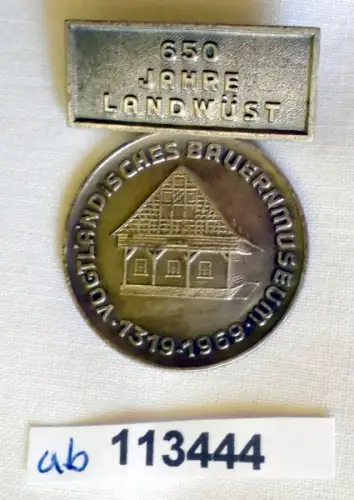 650
JAHRE
LANDWÜST
VOGTLÄNDISCHES BAUERNMUSEUM
· 1319-1969 ·
ab 113444